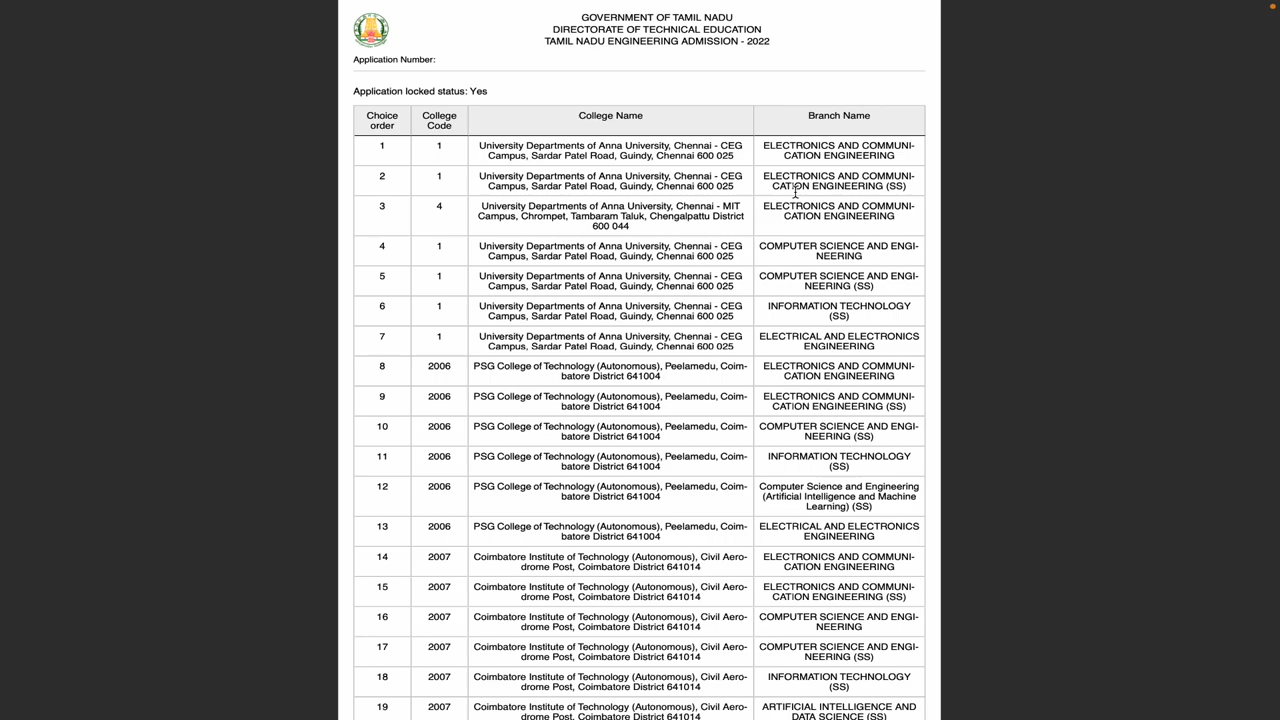 GOVERNMENT OF TAMIL NADU
DIRECTORATE OF TECHNICAL EDUCATION
TAMIL NADU ENGINEERING ADMISSION - 2022
Application Number:
Application locked status: Yes
Choice order College Code College Name Branch Name
1 1 University Departments of Anna University, Chennai - CEG ELECTRONICS AND COMMUNI-
Campus, Sardar Patel Road, Guindy, Chennai 600 025 CATION ENGINEERING
2 1 University Departments of Anna University, Chennai - CEG ELECTRONICS AND COMMUNI-
Campus, Sardar Patel Road, Guindy, Chennai 600 025 CATION ENGINEERING (SS)
3 4 University Departments of Anna University, Chennai - MIT ELECTRONICS AND COMMUNI-
Campus, Chrompet, Tambaram Taluk, Chengalpattu District CATION ENGINEERING
600 044
4 1 University Departments of Anna University, Chennai - CEG COMPUTER SCIENCE AND ENGI-
Campus, Sardar Patel Road, Guindy, Chennai 600 025 NEERING
5 1 University Departments of Anna University, Chennai - CEG COMPUTER SCIENCE AND ENGI-
Campus, Sardar Patel Road, Guindy, Chennai 600 025 NEERING (SS)
6 1 University Departments of Anna University, Chennai - CEG INFORMATION TECHNOLOGY
Campus, Sardar Patel Road, Guindy, Chennai 600 025 (SS)
7 1 University Departments of Anna University, Chennai - CEG ELECTRICAL AND ELECTRONICS
Campus, Sardar Patel Road, Guindy, Chennai 600 025 ENGINEERING
8 2006 PSG College of Technology (Autonomous), Peelamedu, Coim- ELECTRONICS AND COMMUNI-
batore District 641004 CATION ENGINEERING
9 2006 PSG College of Technology (Autonomous), Peelamedu, Coim- ELECTRONICS AND COMMUNI-
batore District 641004 CATION ENGINEERING (SS)
10 2006 PSG College of Technology (Autonomous), Peelamedu, Coim- COMPUTER SCIENCE AND ENGI-
batore District 641004 NEERING (SS)
11 2006 PSG College of Technology (Autonomous), Peelamedu, Coim- INFORMATION TECHNOLOGY
batore District 641004 (SS)
12 2006 PSG College of Technology (Autonomous), Peelamedu, Coim- Computer Science and Engineering
batore District 641004 (Artificial Intelligence and Machine
Learning) (SS)
13 2006 PSG College of Technology (Autonomous), Peelamedu, Coim- ELECTRICAL AND ELECTRONICS
batore District 641004 ENGINEERING
14 2007 Coimbatore Institute of Technology (Autonomous), Civil Aero- ELECTRONICS AND COMMUNI-
drome Post, Coimbatore District 641014 CATION ENGINEERING
15 2007 Coimbatore Institute of Technology (Autonomous), Civil Aero- ELECTRONICS AND COMMUNI-
drome Post, Coimbatore District 641014 CATION ENGINEERING (SS)
16 2007 Coimbatore Institute of Technology (Autonomous), Civil Aero- COMPUTER SCIENCE AND ENGI-
drome Post, Coimbatore District 641014 NEERING
17 2007 Coimbatore Institute of Technology (Autonomous), Civil Aero- COMPUTER SCIENCE AND ENGI-
drome Post, Coimbatore District 641014 NEERING (SS)
18 2007 Coimbatore Institute of Technology (Autonomous), Civil Aero- INFORMATION TECHNOLOGY
drome Post, Coimbatore District 641014 (SS)
19 2007 Coimbatore Institute of Technology (Autonomous), Civil Aero- ARTIFICIAL INTELLIGENCE AND
drome Post, Coimbatore District 641014 DATA SCIENCE (SS)